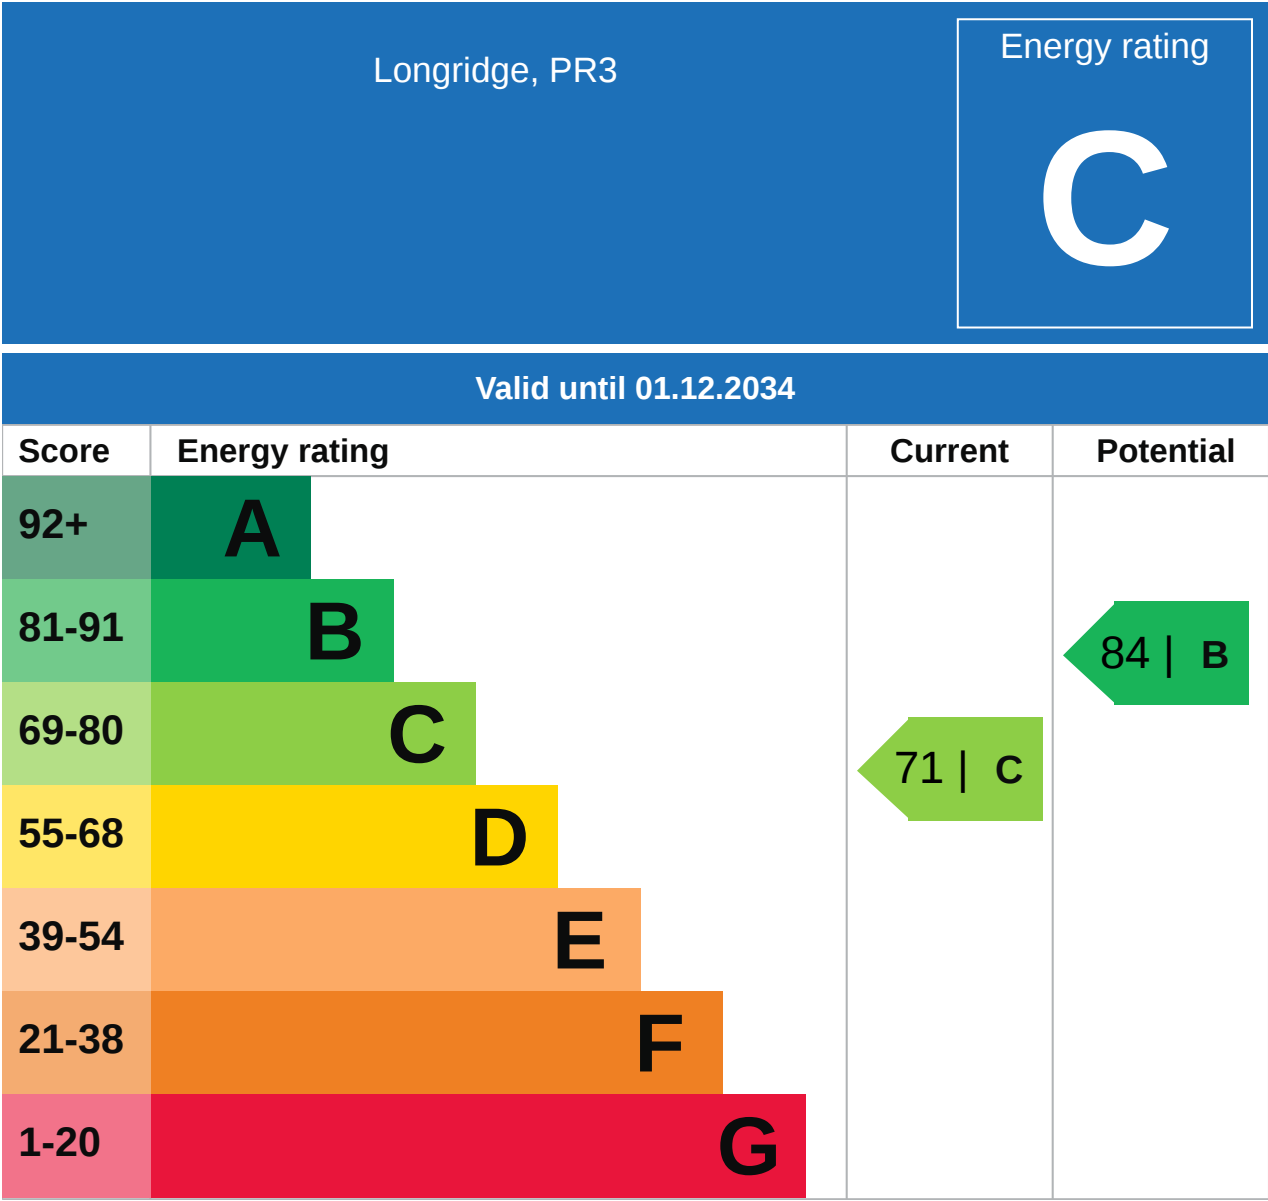 Longridge, PR3
Energy rating
C
Valid until 01.12.2034
Score Energy rating Current Potential
92+ A
81-91 B
84 | B
69-80 C
71 | C
55-68 D
39-54 E
21-38 F
1-20 G